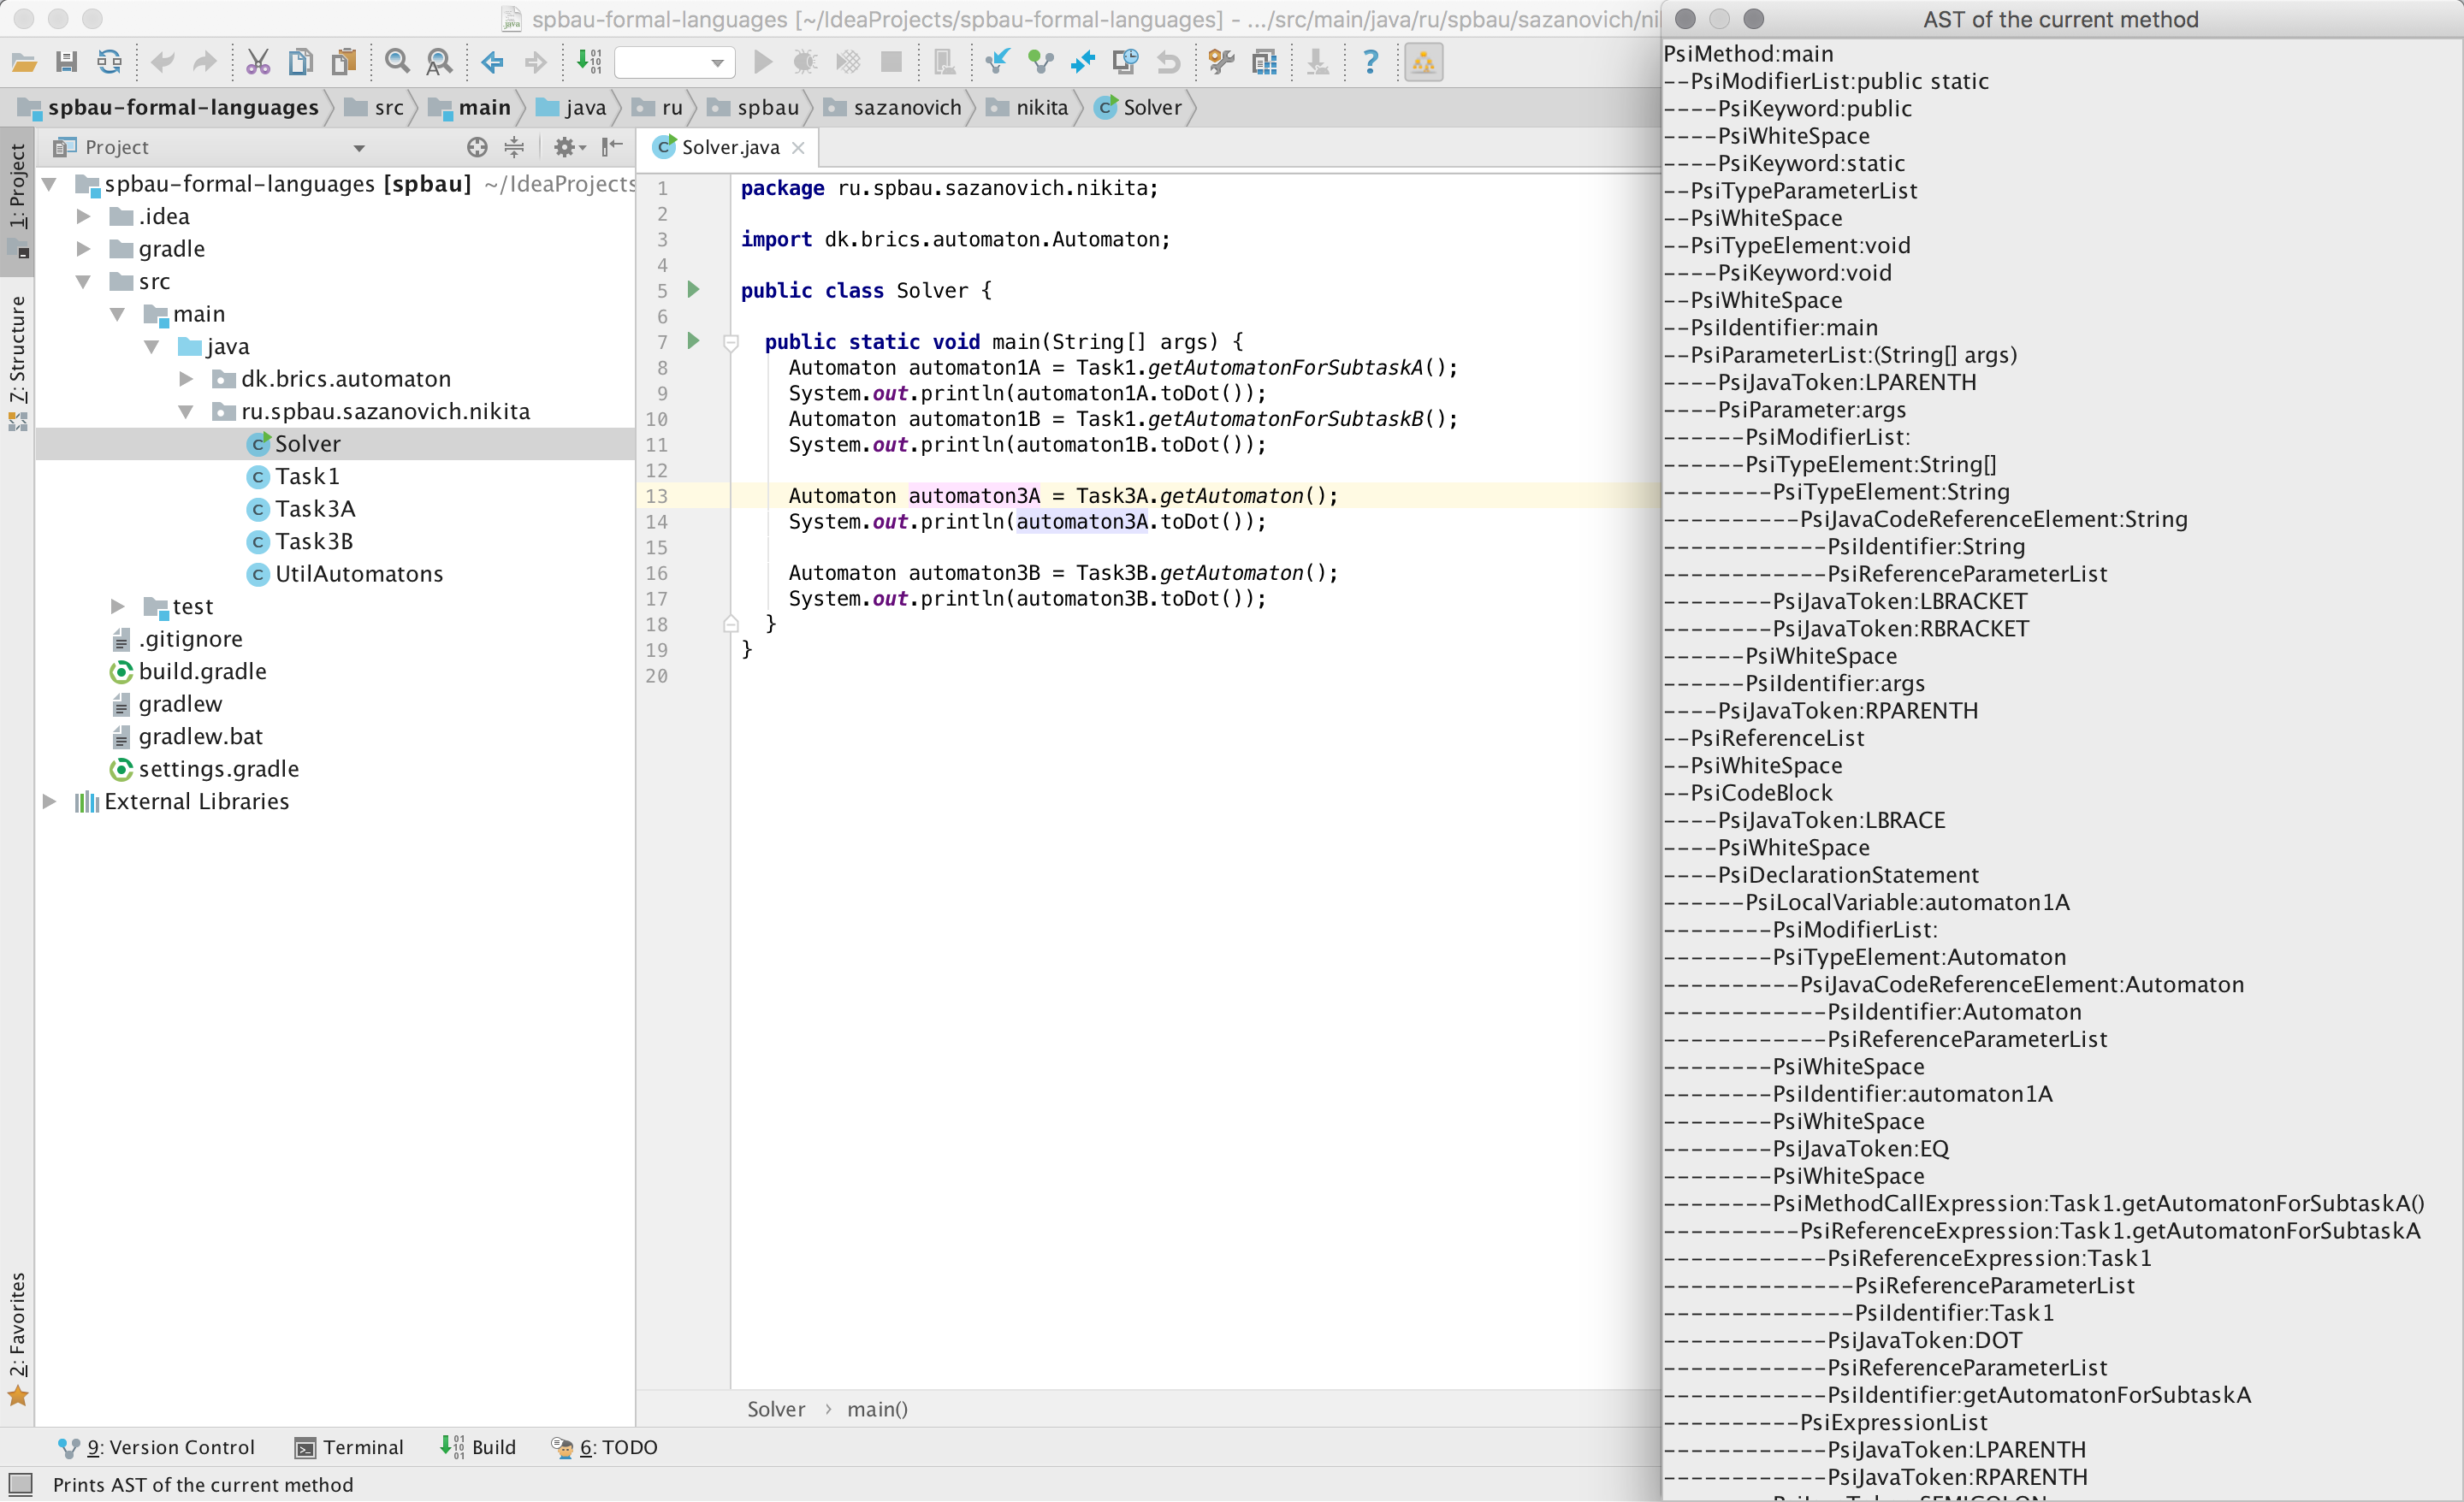 spbau-formal-languages [~/IdeaProjects/spbau-formal-languages] - .../src/main/java/ru/spbau/sazanovich/ni
spbau-formal-languages
src
main
java
ru
spbau
sazanovich
nikita
Solver
1: Project
7: Structure
2: Favorites
Project
spbau-formal-languages [spbau] ~/IdeaProjects
.idea
gradle
src
main
java
dk.brics.automaton
ru.spbau.sazanovich.nikita
Solver
Task1
Task3A
Task3B
UtilAutomatons
test
.gitignore
build.gradle
gradlew
gradlew.bat
settings.gradle
External Libraries
Solver.java
1 package ru.spbau.sazanovich.nikita;
2
3 import dk.brics.automaton.Automaton;
4
5 public class Solver {
6
7 public static void main(String[] args) {
8 Automaton automaton1A = Task1.getAutomatonForSubtaskA();
9 System.out.println(automaton1A.toDot());
10 Automaton automaton1B = Task1.getAutomatonForSubtaskB();
11 System.out.println(automaton1B.toDot());
12
13 Automaton automaton3A = Task3A.getAutomaton();
14 System.out.println(automaton3A.toDot());
15
16 Automaton automaton3B = Task3B.getAutomaton();
17 System.out.println(automaton3B.toDot());
18 }
19 }
20
Solver › main()
9: Version Control
Terminal
Build
6: TODO
Prints AST of the current method
AST of the current method
PsiMethod:main
--PsiModifierList:public static
----PsiKeyword:public
----PsiWhiteSpace
----PsiKeyword:static
--PsiTypeParameterList
--PsiWhiteSpace
--PsiTypeElement:void
----PsiKeyword:void
--PsiWhiteSpace
--PsiIdentifier:main
--PsiParameterList:(String[] args)
----PsiJavaToken:LPARENTH
----PsiParameter:args
------PsiModifierList:
------PsiTypeElement:String[]
--------PsiTypeElement:String
----------PsiJavaCodeReferenceElement:String
------------PsiIdentifier:String
------------PsiReferenceParameterList
--------PsiJavaToken:LBRACKET
--------PsiJavaToken:RBRACKET
------PsiWhiteSpace
------PsiIdentifier:args
----PsiJavaToken:RPARENTH
--PsiReferenceList
--PsiWhiteSpace
--PsiCodeBlock
----PsiJavaToken:LBRACE
----PsiWhiteSpace
----PsiDeclarationStatement
------PsiLocalVariable:automaton1A
--------PsiModifierList:
--------PsiTypeElement:Automaton
----------PsiJavaCodeReferenceElement:Automaton
------------PsiIdentifier:Automaton
------------PsiReferenceParameterList
--------PsiWhiteSpace
--------PsiIdentifier:automaton1A
--------PsiWhiteSpace
--------PsiJavaToken:EQ
--------PsiWhiteSpace
--------PsiMethodCallExpression:Task1.getAutomatonForSubtaskA()
----------PsiReferenceExpression:Task1.getAutomatonForSubtaskA
------------PsiReferenceExpression:Task1
--------------PsiReferenceParameterList
--------------PsiIdentifier:Task1
------------PsiJavaToken:DOT
------------PsiReferenceParameterList
------------PsiIdentifier:getAutomatonForSubtaskA
----------PsiExpressionList
------------PsiJavaToken:LPARENTH
------------PsiJavaToken:RPARENTH